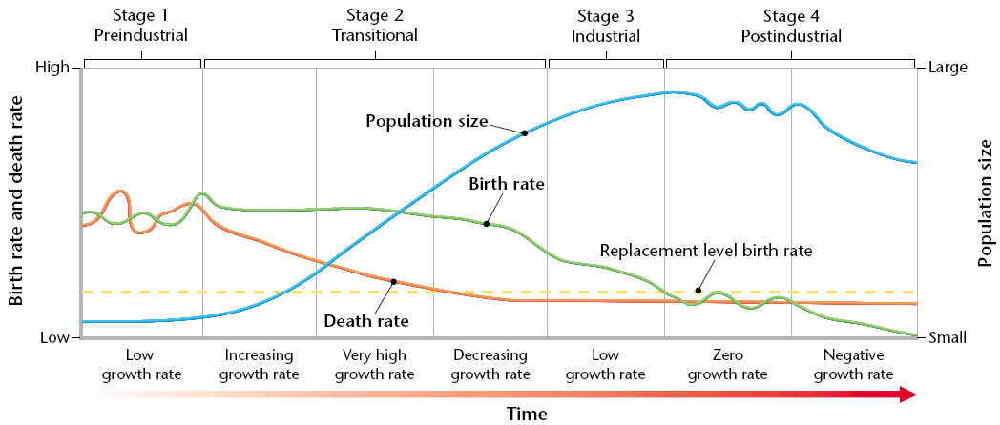 Stage 1
Preindustrial
Stage 2
Transitional
Stage 3
Industrial
Stage 4
Postindustrial
High
Large
Population size
Birth rate
Replacement level birth rate
Death rate
Birth rate and death rate
Population size
Low
Small
Low
growth rate
Increasing
growth rate
Very high
growth rate
Decreasing
growth rate
Low
growth rate
Zero
growth rate
Negative
growth rate
Time